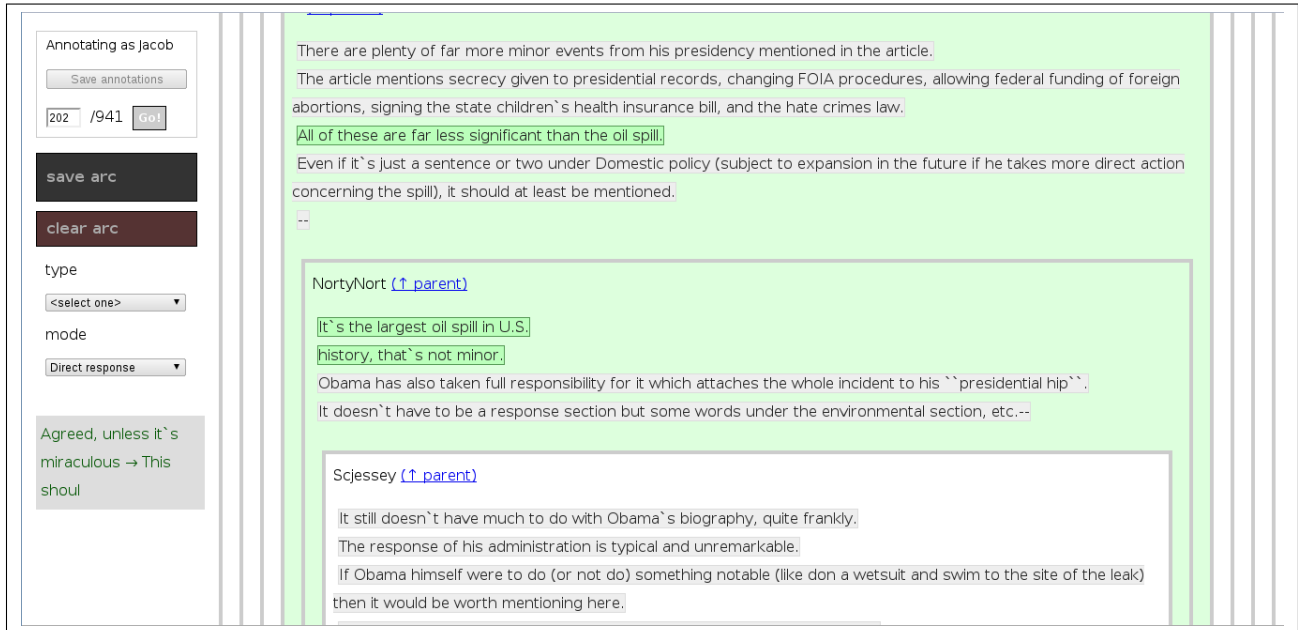 Annotating as Jacob
Save annotations
202 /941 Go!
save arc
clear arc
type
<select one>
mode
Direct response
Agreed, unless it`s
miraculous → This
shoul
There are plenty of far more minor events from his presidency mentioned in the article.
The article mentions secrecy given to presidential records, changing FOIA procedures, allowing federal funding of foreign
abortions, signing the state children`s health insurance bill, and the hate crimes law.
All of these are far less significant than the oil spill.
Even if it`s just a sentence or two under Domestic policy (subject to expansion in the future if he takes more direct action
concerning the spill), it should at least be mentioned.
--
NortyNort (↑ parent)
It`s the largest oil spill in U.S.
history, that`s not minor.
Obama has also taken full responsibility for it which attaches the whole incident to his ``presidential hip``.
It doesn`t have to be a response section but some words under the environmental section, etc.--
Scjessey (↑ parent)
It still doesn`t have much to do with Obama`s biography, quite frankly.
The response of his administration is typical and unremarkable.
If Obama himself were to do (or not do) something notable (like don a wetsuit and swim to the site of the leak)
then it would be worth mentioning here.